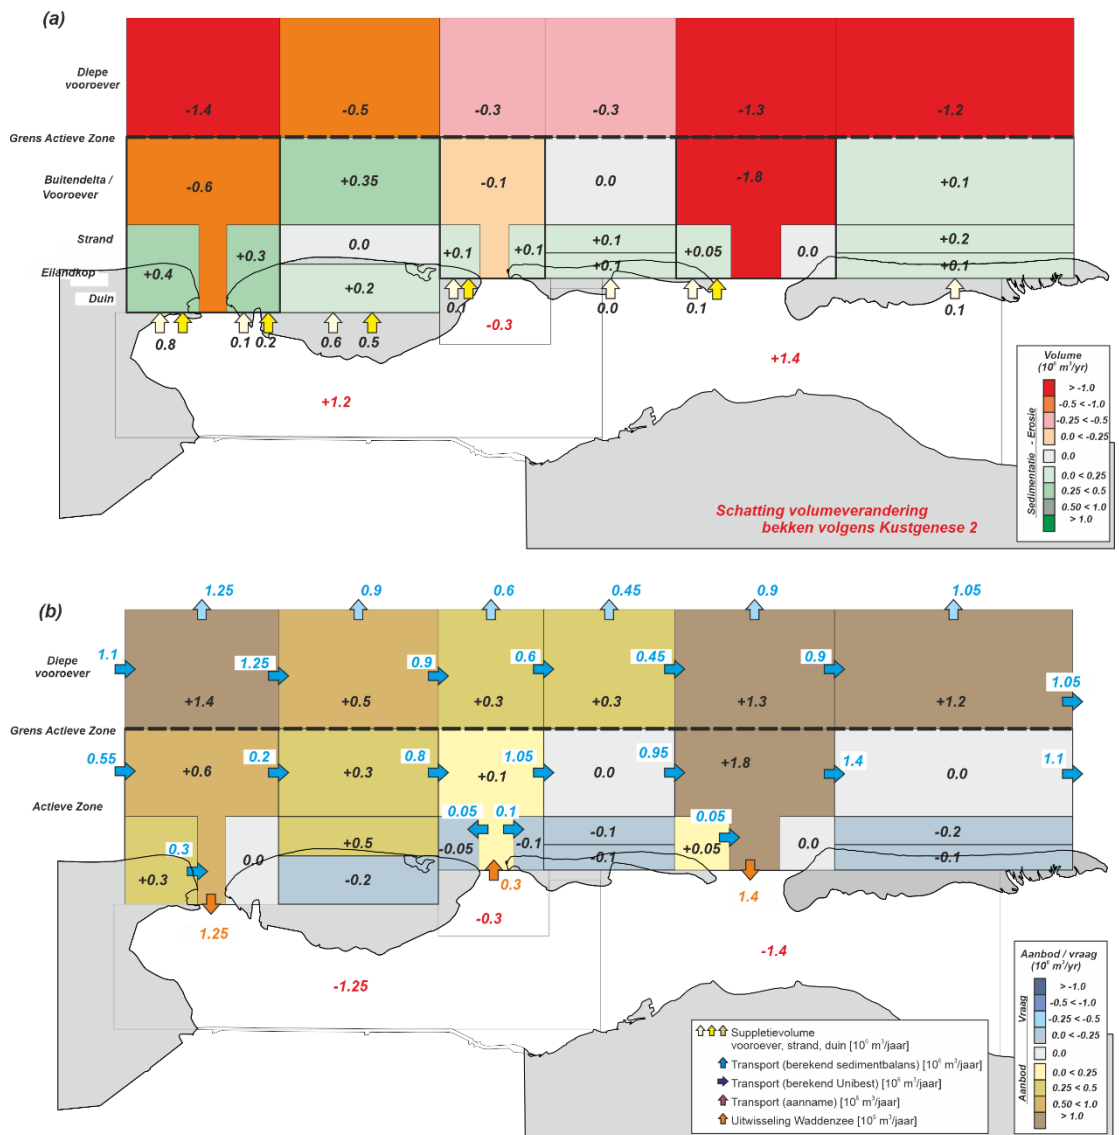 (a)
Diepe
vooroever
-1.4
-0.5
-0.3
-0.3
-1.3
-1.2
Grens Actieve Zone
Buitendelta /
Vooroever
-0.6
+0.35
-0.1
0.0
-1.8
+0.1
Strand
0.0
+0.1
+0.2
+0.4
+0.3
+0.1
+0.1
+0.05
0.0
Eilandkop
+0.1
+0.1
Duin
+0.2
0.8
0.1
0.2
0.6
0.5
0.1
0.0
0.1
0.1
-0.3
+1.4
+1.2
Schatting volumeverandering
bekken volgens Kustgenese 2
Volume
(10⁶ m³/yr)
Sedimentatie - Erosie
> -1.0
-0.5 < -1.0
-0.25 < -0.5
0.0 < -0.25
0.0
0.0 < 0.25
0.25 < 0.5
0.50 < 1.0
> 1.0
(b)
1.25
0.9
0.6
0.45
0.9
1.05
Diepe
vooroever
1.1
1.25
0.9
0.6
0.45
0.9
1.05
+1.4
+0.5
+0.3
+0.3
+1.3
+1.2
Grens Actieve Zone
0.55
0.2
0.8
1.05
0.95
1.4
1.1
+0.6
+0.3
+0.1
0.0
+1.8
0.0
Actieve Zone
0.05
0.1
0.05
0.3
+0.5
-0.1
-0.2
+0.3
0.0
-0.2
-0.05
-0.1
-0.1
+0.05
0.0
-0.1
1.25
0.3
1.4
-0.3
-1.4
-1.25
Suppletievolume
vooroever, strand, duin [10⁶ m³/jaar]
Transport (berekend sedimentbalans) [10⁶ m³/jaar]
Transport (berekend Unibest) [10⁶ m³/jaar]
Transport (aanname) [10⁶ m³/jaar]
Uitwisseling Waddenzee [10⁶ m³/jaar]
Aanbod / vraag
(10⁶ m³/yr)
Vraag
Aanbod
> -1.0
-0.5 < -1.0
-0.25 < -0.5
0.0 < -0.25
0.0
0.0 < 0.25
0.25 < 0.5
0.50 < 1.0
> 1.0